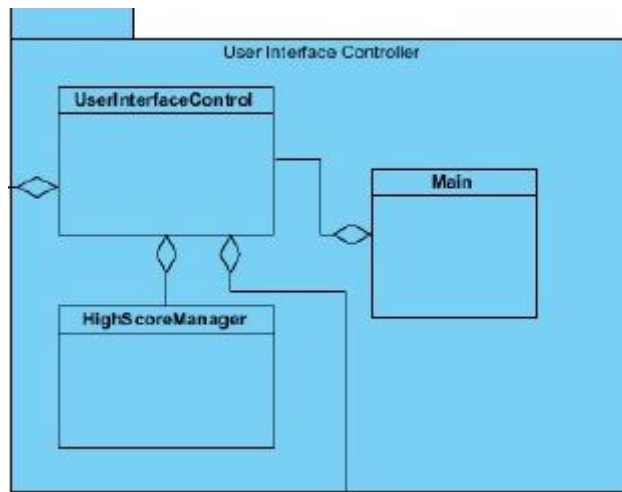 User Interface Controller
UserInterfaceControl
Main
HighScoreManager